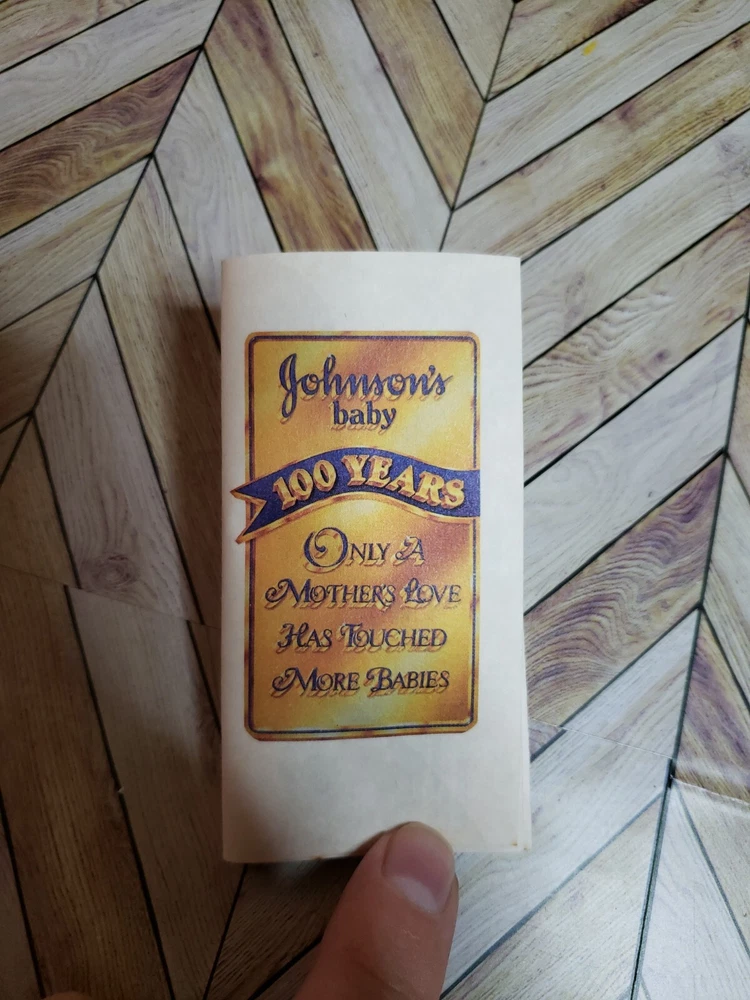 Johnson's
baby
100 YEARS
ONLY A
MOTHER'S LOVE
HAS TOUCHED
MORE BABIES